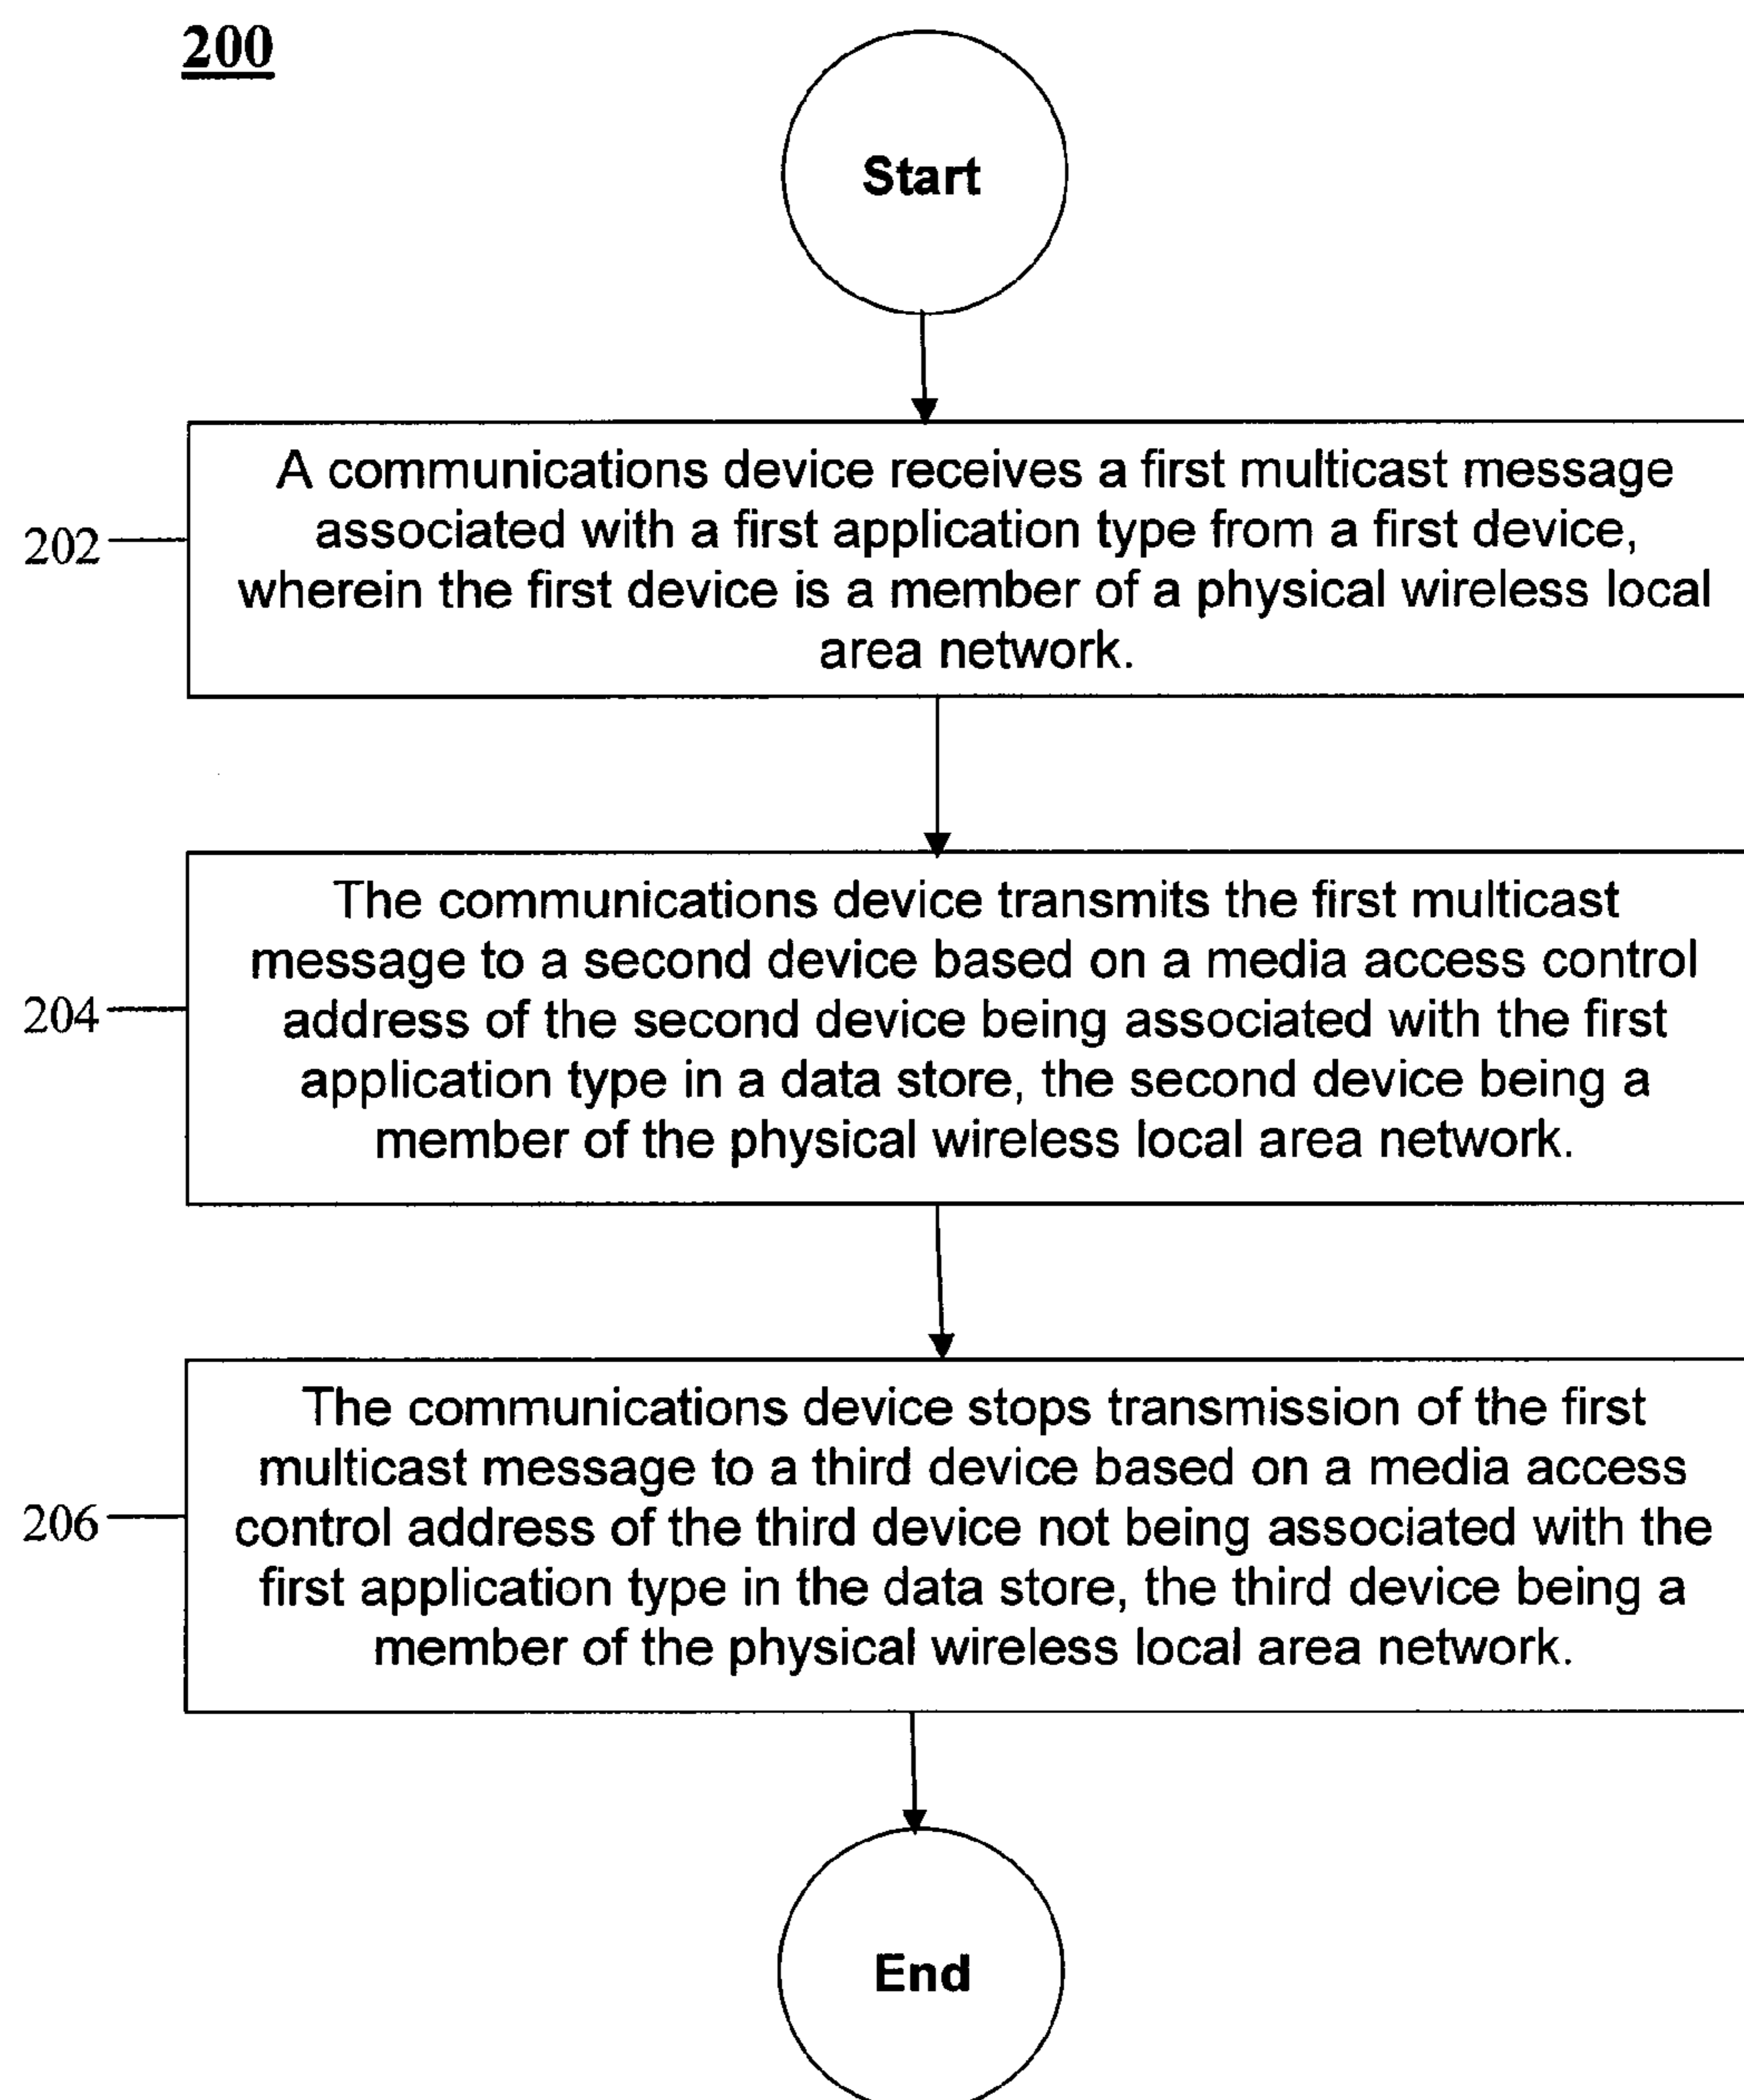 200
Start
A communications device receives a first multicast message
associated with a first application type from a first device,
wherein the first device is a member of a physical wireless local
area network.
202
The communications device transmits the first multicast
message to a second device based on a media access control
address of the second device being associated with the first
application type in a data store, the second device being a
member of the physical wireless local area network.
204
The communications device stops transmission of the first
multicast message to a third device based on a media access
control address of the third device not being associated with the
first application type in the data store, the third device being a
member of the physical wireless local area network.
206
End